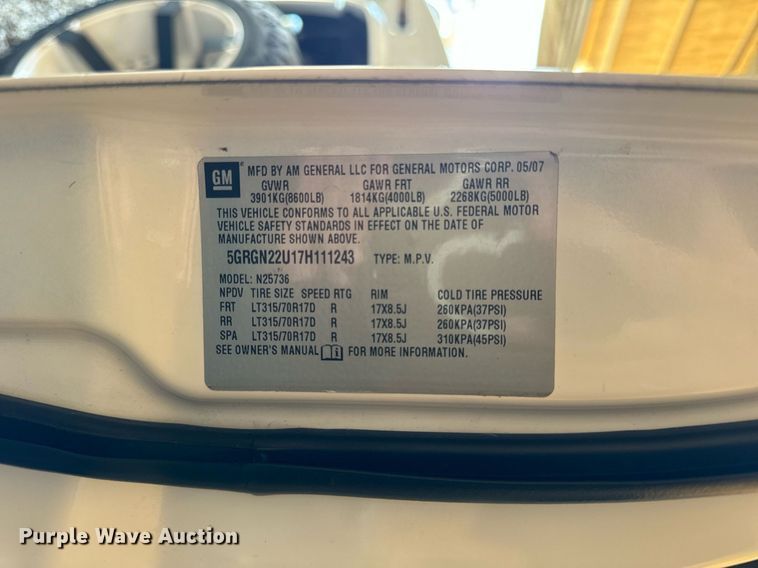 GM
MFD BY AM GENERAL LLC FOR GENERAL MOTORS CORP. 05/07
GVWR GAWR FRT GAWR RR
3901KG(8600LB) 1814KG(4000LB) 2268KG(5000LB)
THIS VEHICLE CONFORMS TO ALL APPLICABLE U.S. FEDERAL MOTOR
VEHICLE SAFETY STANDARDS IN EFFECT ON THE DATE OF
MANUFACTURE SHOWN ABOVE.
5GRGN22U17H111243 TYPE: M.P.V.
MODEL: N25736
NPDV TIRE SIZE SPEED RTG RIM COLD TIRE PRESSURE
FRT LT315/70R17D R 17X8.5J 260KPA(37PSI)
RR LT315/70R17D R 17X8.5J 260KPA(37PSI)
SPA LT315/70R17D R 17X8.5J 310KPA(45PSI)
SEE OWNER'S MANUAL FOR MORE INFORMATION.
Purple Wave Auction